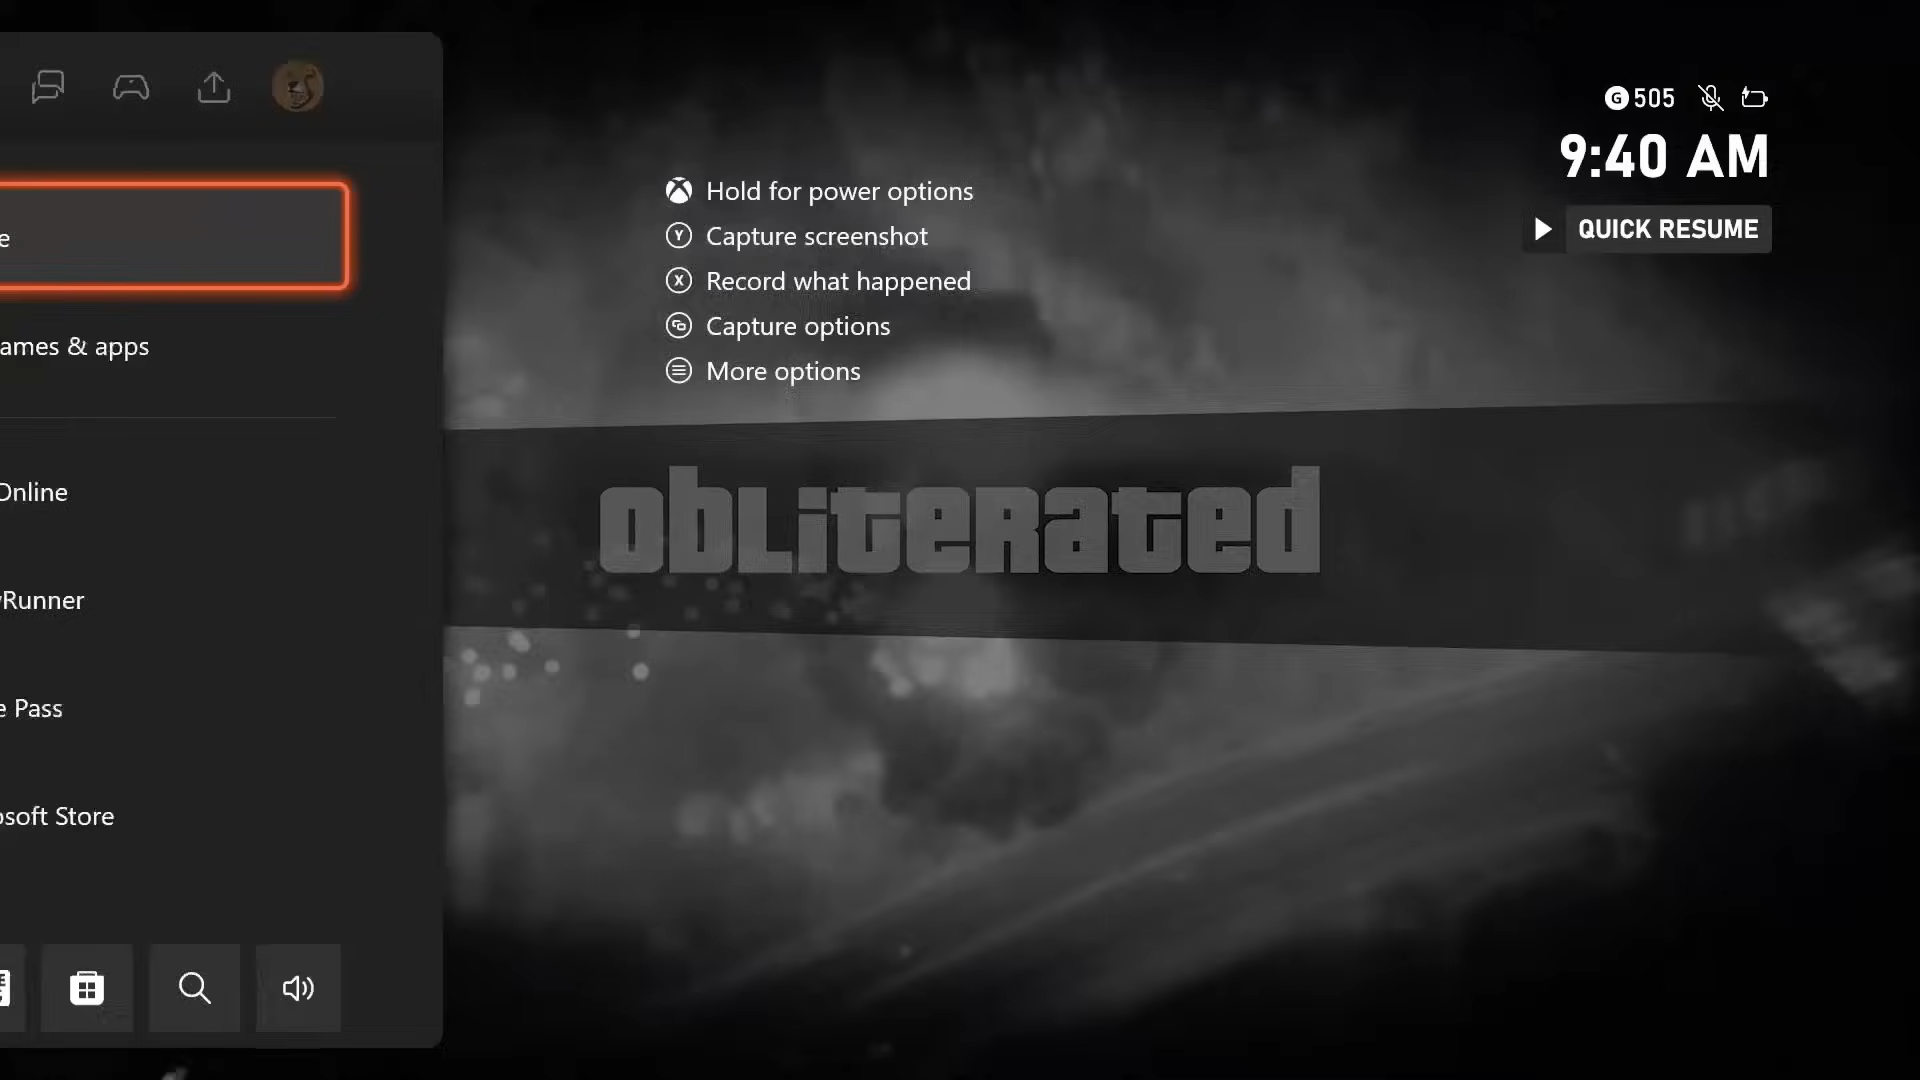 G 505
9:40 AM
QUICK RESUME
Hold for power options
Y Capture screenshot
X Record what happened
Capture options
More options
e
ames & apps
Online
Runner
e Pass
osoft Store
obliterated